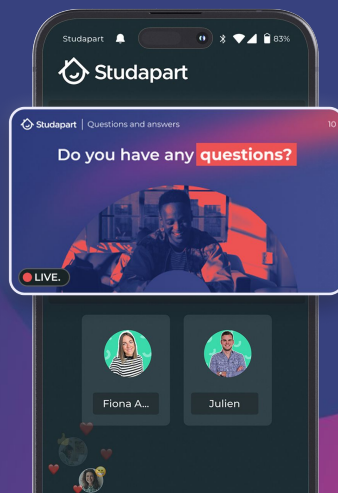 Studapart
83%
Studapart
Studapart | Questions and answers
10
Do you have any questions?
LIVE.
Fiona A...
Julien